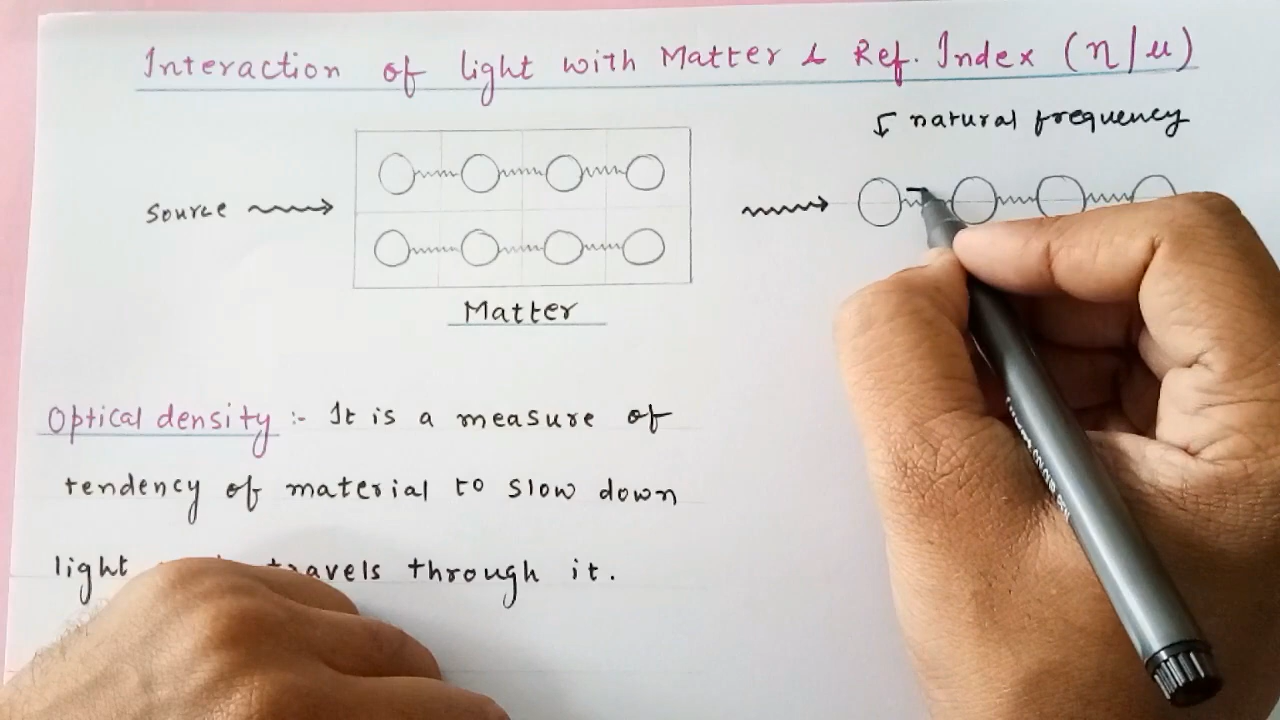 Interaction of light with Matter & Ref. Index (η/μ)
natural frequency
source
Matter
Optical density :- It is a measure of
tendency of material to slow down
light travels through it.